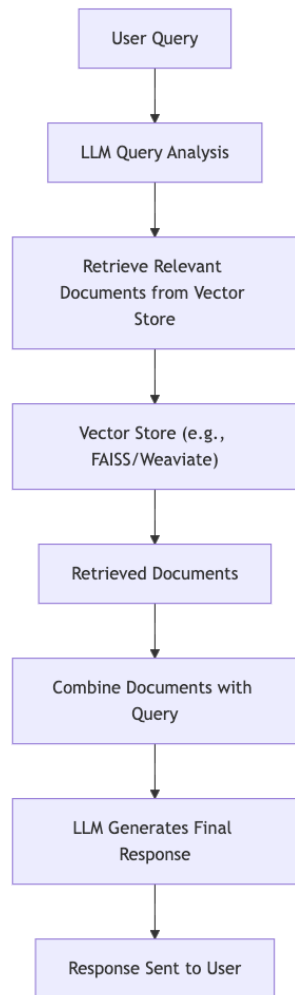 User Query
LLM Query Analysis
Retrieve Relevant
Documents from Vector
Store
Vector Store (e.g.,
FAISS/Weaviate)
Retrieved Documents
Combine Documents with
Query
LLM Generates Final
Response
Response Sent to User